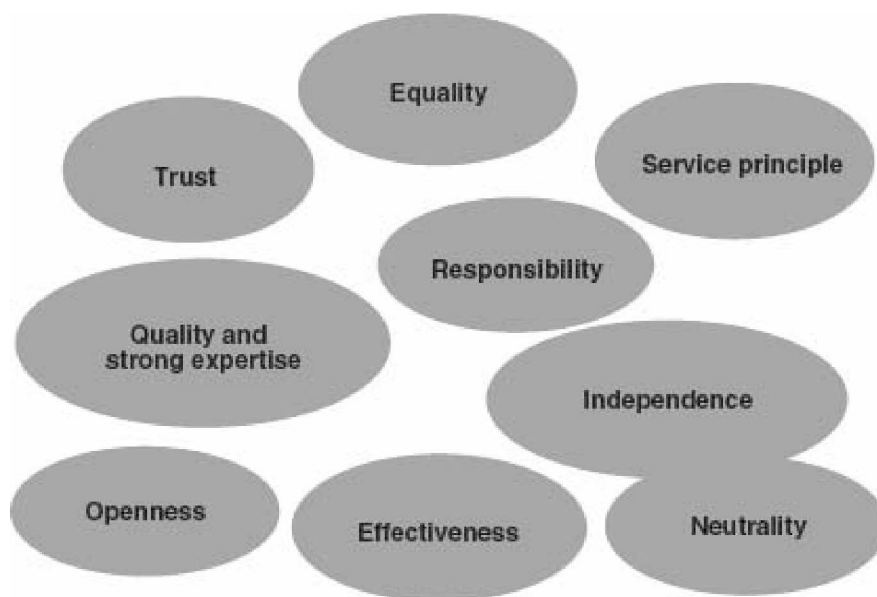 Equality
Trust
Service principle
Responsibility
Quality and
strong expertise
Independence
Openness
Effectiveness
Neutrality